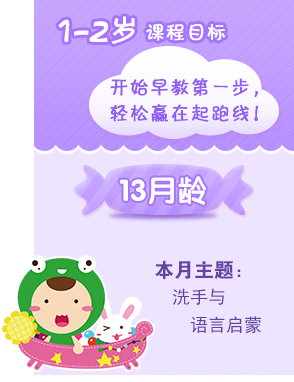 1-2岁 课程目标
开始早教第一步，
轻松赢在起跑线！
13月龄
本月主题：
洗手与
语言启蒙